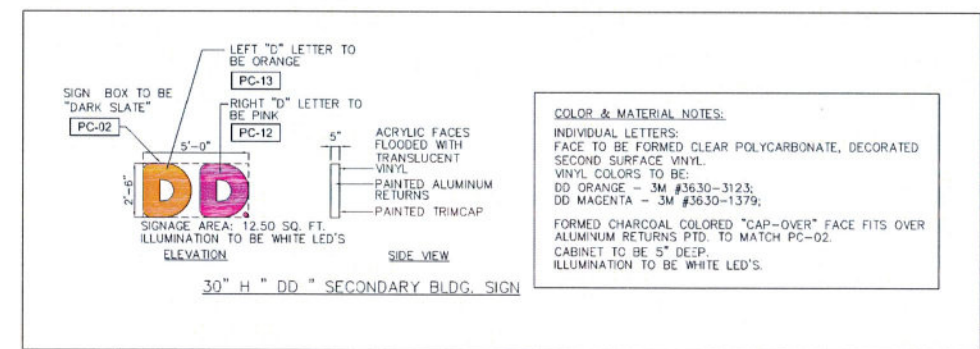 LEFT "D" LETTER TO
BE ORANGE
PC-13
SIGN BOX TO BE
"DARK SLATE"
PC-02
RIGHT "D" LETTER TO
BE PINK
PC-12
5'-0"
2'-6"
DD
SIGNAGE AREA: 12.50 SQ. FT.
ILLUMINATION TO BE WHITE LED'S
ELEVATION
5"
ACRYLIC FACES
FLOODED WITH
TRANSLUCENT
VINYL
PAINTED ALUMINUM
RETURNS
PAINTED TRIMCAP
SIDE VIEW
30" H " DD " SECONDARY BLDG. SIGN
COLOR & MATERIAL NOTES:
INDIVIDUAL LETTERS:
FACE TO BE FORMED CLEAR POLYCARBONATE, DECORATED
SECOND SURFACE VINYL.
VINYL COLORS TO BE:
DD ORANGE - 3M #3630-3123;
DD MAGENTA - 3M #3630-1379;
FORMED CHARCOAL COLORED "CAP-OVER" FACE FITS OVER
ALUMINUM RETURNS PTD. TO MATCH PC-02.
CABINET TO BE 5" DEEP.
ILLUMINATION TO BE WHITE LED'S.